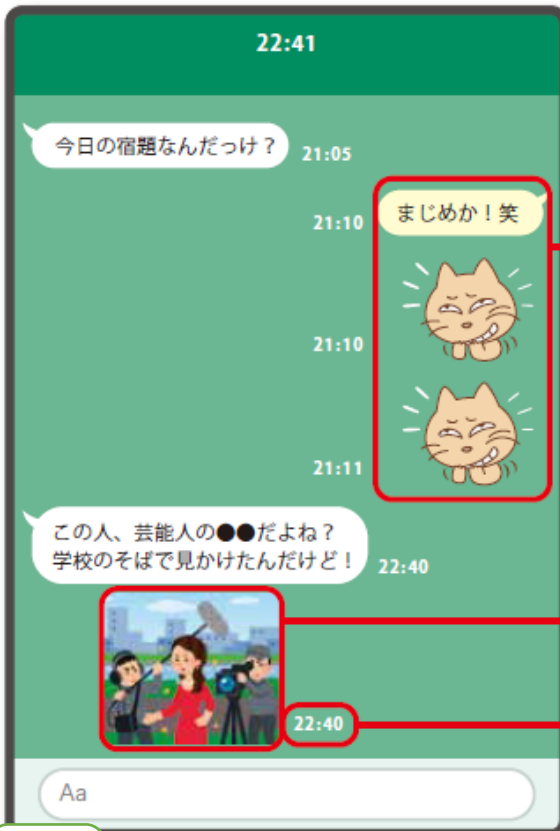 22:41
今日の宿題なんだっけ？
21:05
まじめか！笑
21:10
21:10
21:11
この人、芸能人の●●だよね？
学校のそばで見かけたんだけど！
22:40
22:40
Aa